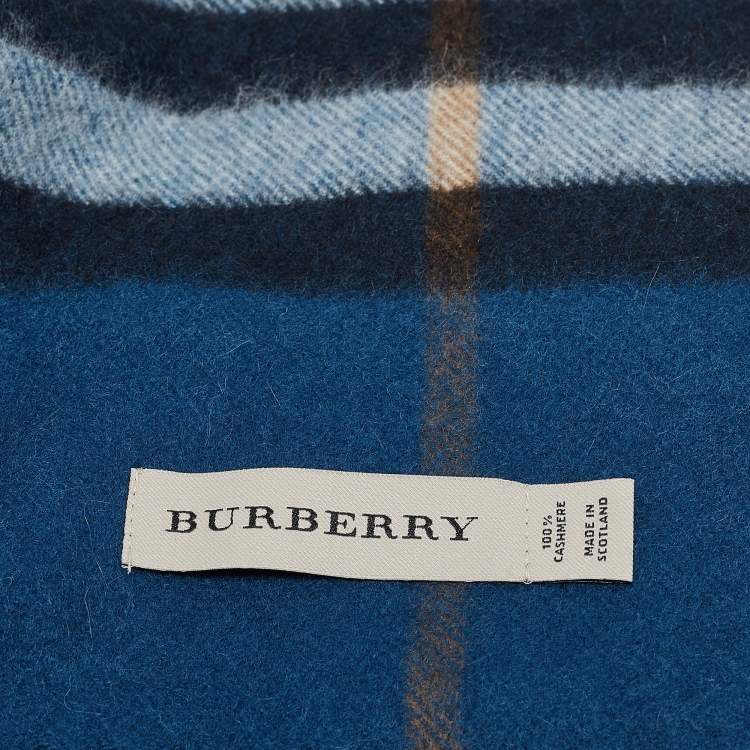 BURBERRY
100%
CASHMERE
MADE IN
SCOTLAND